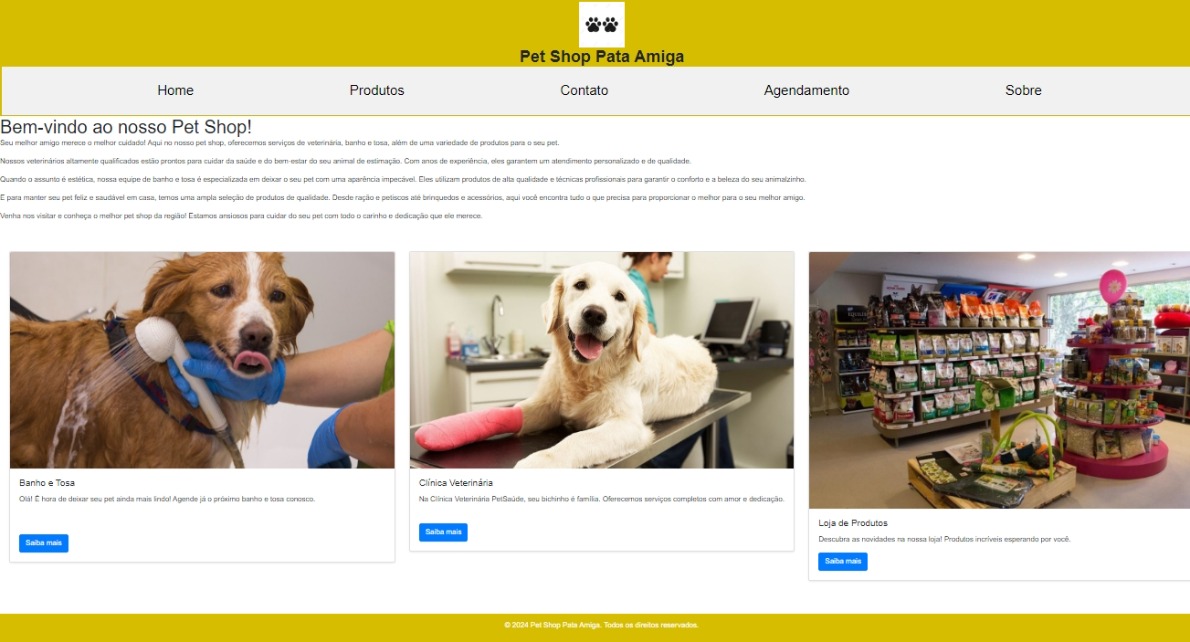 Pet Shop Pata Amiga
Home Produtos Contato Agendamento Sobre
Bem-vindo ao nosso Pet Shop!
Seu melhor amigo merece o melhor cuidado! Aqui no nosso pet shop, oferecemos serviços de veterinária, banho e tosa, além de uma variedade de produtos para o seu pet.
Nossos veterinários altamente qualificados estão prontos para cuidar da saúde e do bem-estar do seu animal de estimação. Com anos de experiência, eles garantem um atendimento personalizado e de qualidade.
Quando o assunto é estética, nossa equipe de banho e tosa é especializada em deixar o seu pet com uma aparência impecável. Eles utilizam produtos de alta qualidade e técnicas profissionais para garantir o conforto e a beleza do seu animalzinho.
E para manter seu pet feliz e saudável em casa, temos uma ampla seleção de produtos de qualidade. Desde ração e petiscos até brinquedos e acessórios, aqui você encontra tudo o que precisa para proporcionar o melhor para o seu melhor amigo.
Venha nos visitar e conheça o melhor pet shop da região! Estamos ansiosos para cuidar do seu pet com todo o carinho e dedicação que ele merece.
Banho e Tosa
Olá! É hora de deixar seu pet ainda mais lindo! Agende já o próximo banho e tosa conosco.
Saiba mais
Clínica Veterinária
Na Clínica Veterinária PetSaúde, seu bichinho é família. Oferecemos serviços completos com amor e dedicação.
Saiba mais
Loja de Produtos
Descubra as novidades na nossa loja! Produtos incríveis esperando por você.
Saiba mais
© 2024 Pet Shop Pata Amiga. Todos os direitos reservados.